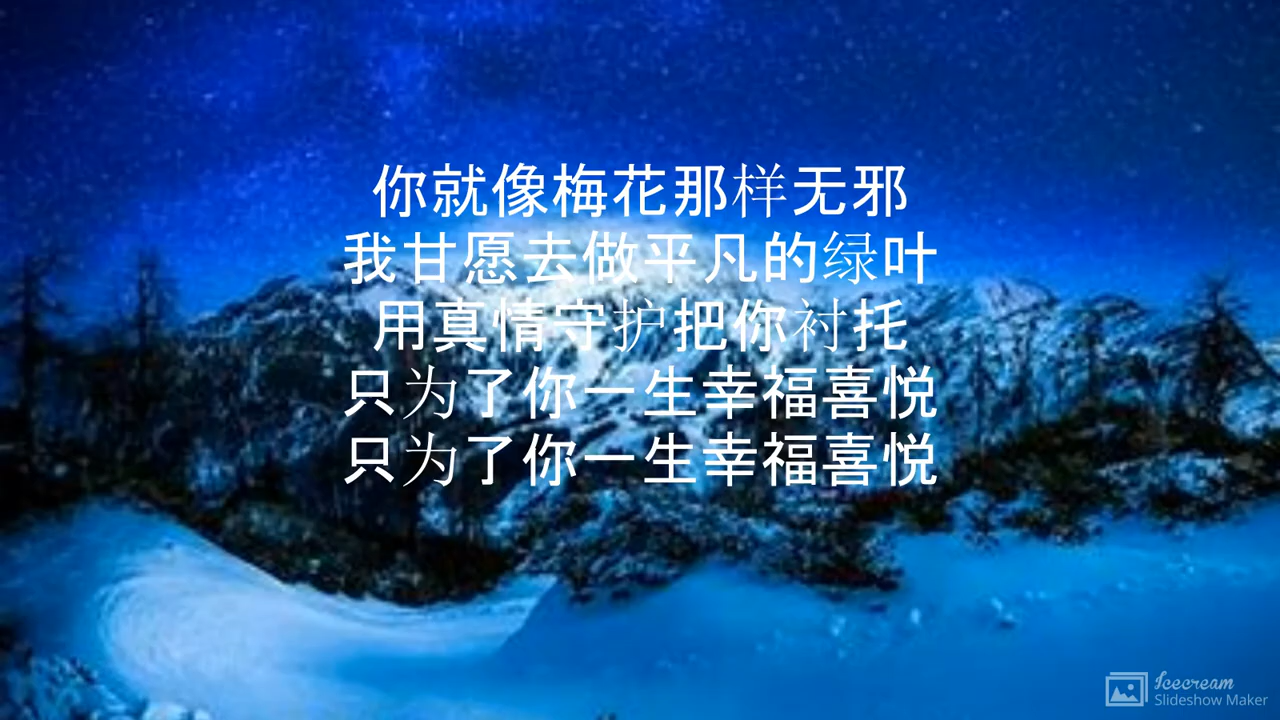 你就像梅花那样无邪
我甘愿去做平凡的绿叶
用真情守护把你衬托
只为了你一生幸福喜悦
只为了你一生幸福喜悦
Icecream
Slideshow Maker